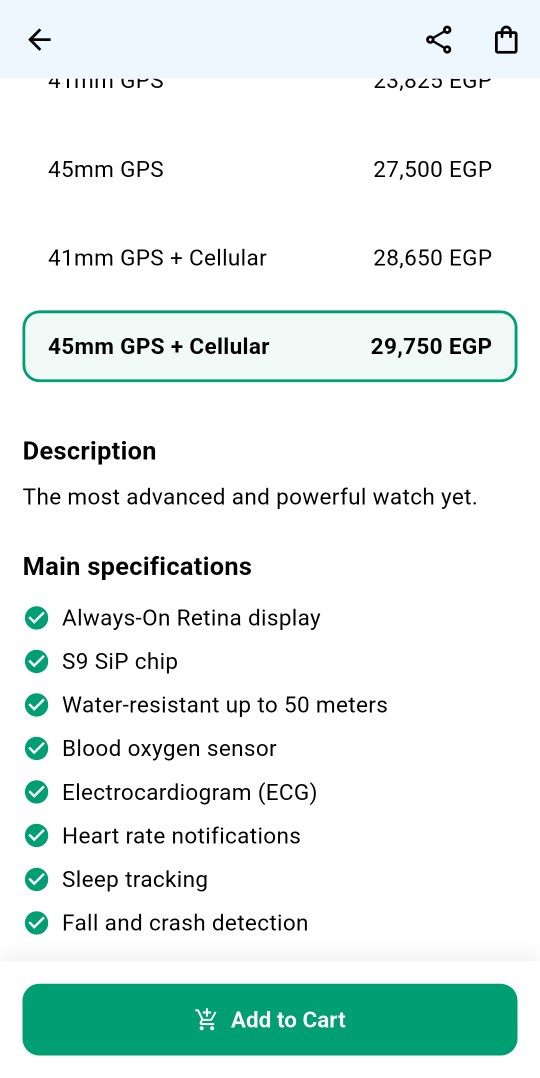 41mm GPS 23,825 EGP
45mm GPS 27,500 EGP
41mm GPS + Cellular 28,650 EGP
45mm GPS + Cellular 29,750 EGP
Description
The most advanced and powerful watch yet.
Main specifications
Always-On Retina display
S9 SiP chip
Water-resistant up to 50 meters
Blood oxygen sensor
Electrocardiogram (ECG)
Heart rate notifications
Sleep tracking
Fall and crash detection
Add to Cart